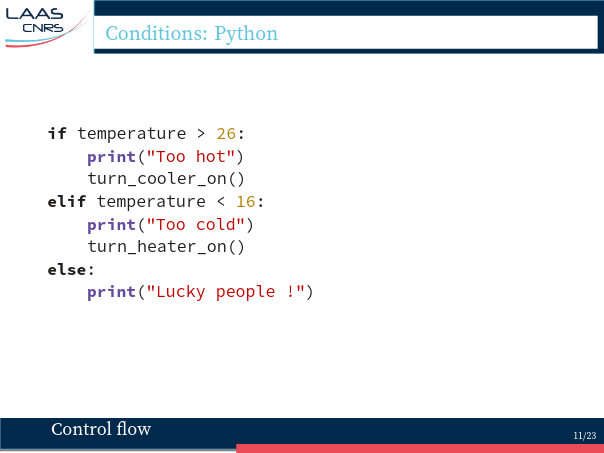 LAAS
CNRS
Conditions: Python
if temperature > 26:
    print("Too hot")
    turn_cooler_on()
elif temperature < 16:
    print("Too cold")
    turn_heater_on()
else:
    print("Lucky people !")
Control flow
11/23